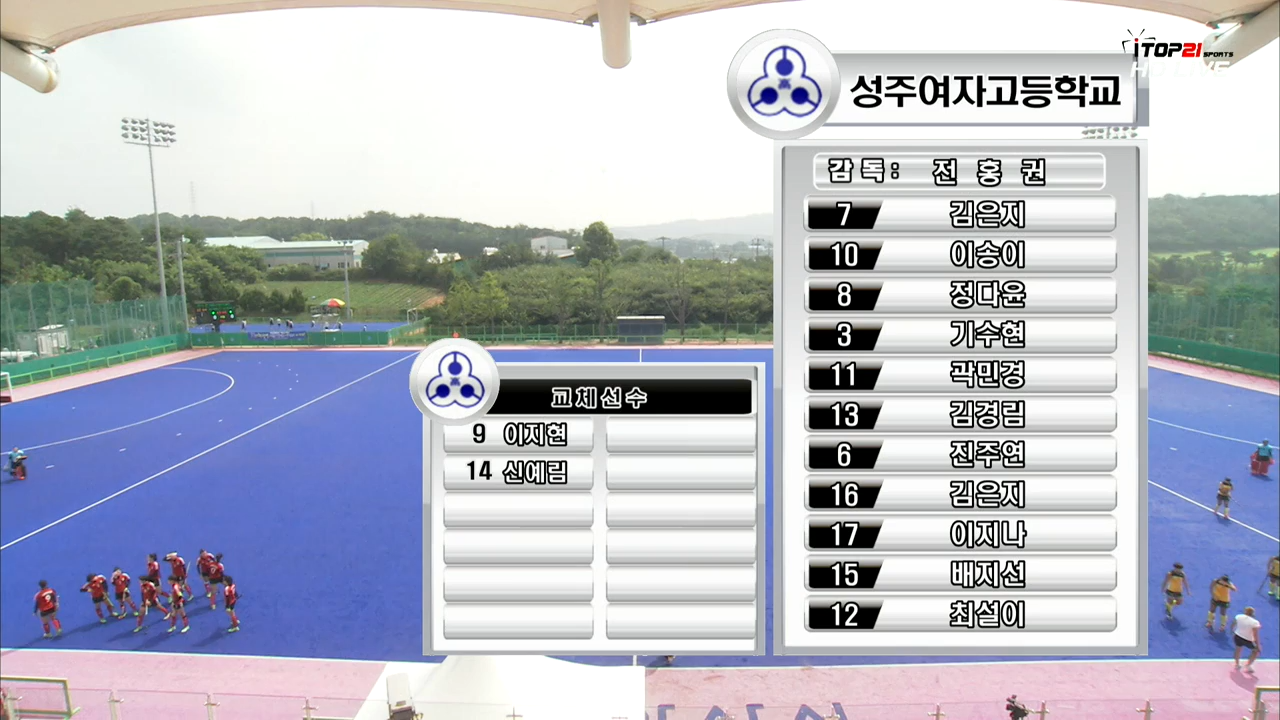 iTOP21 SPORTS
HD LIVE
성주여자고등학교
감독: 전홍권
7 김은지
10 이송이
8 정다윤
3 기수현
11 곽민경
13 김경림
6 진주연
16 김은지
17 이지나
15 배지선
12 최설이
교체선수
9 이지현
14 신예림